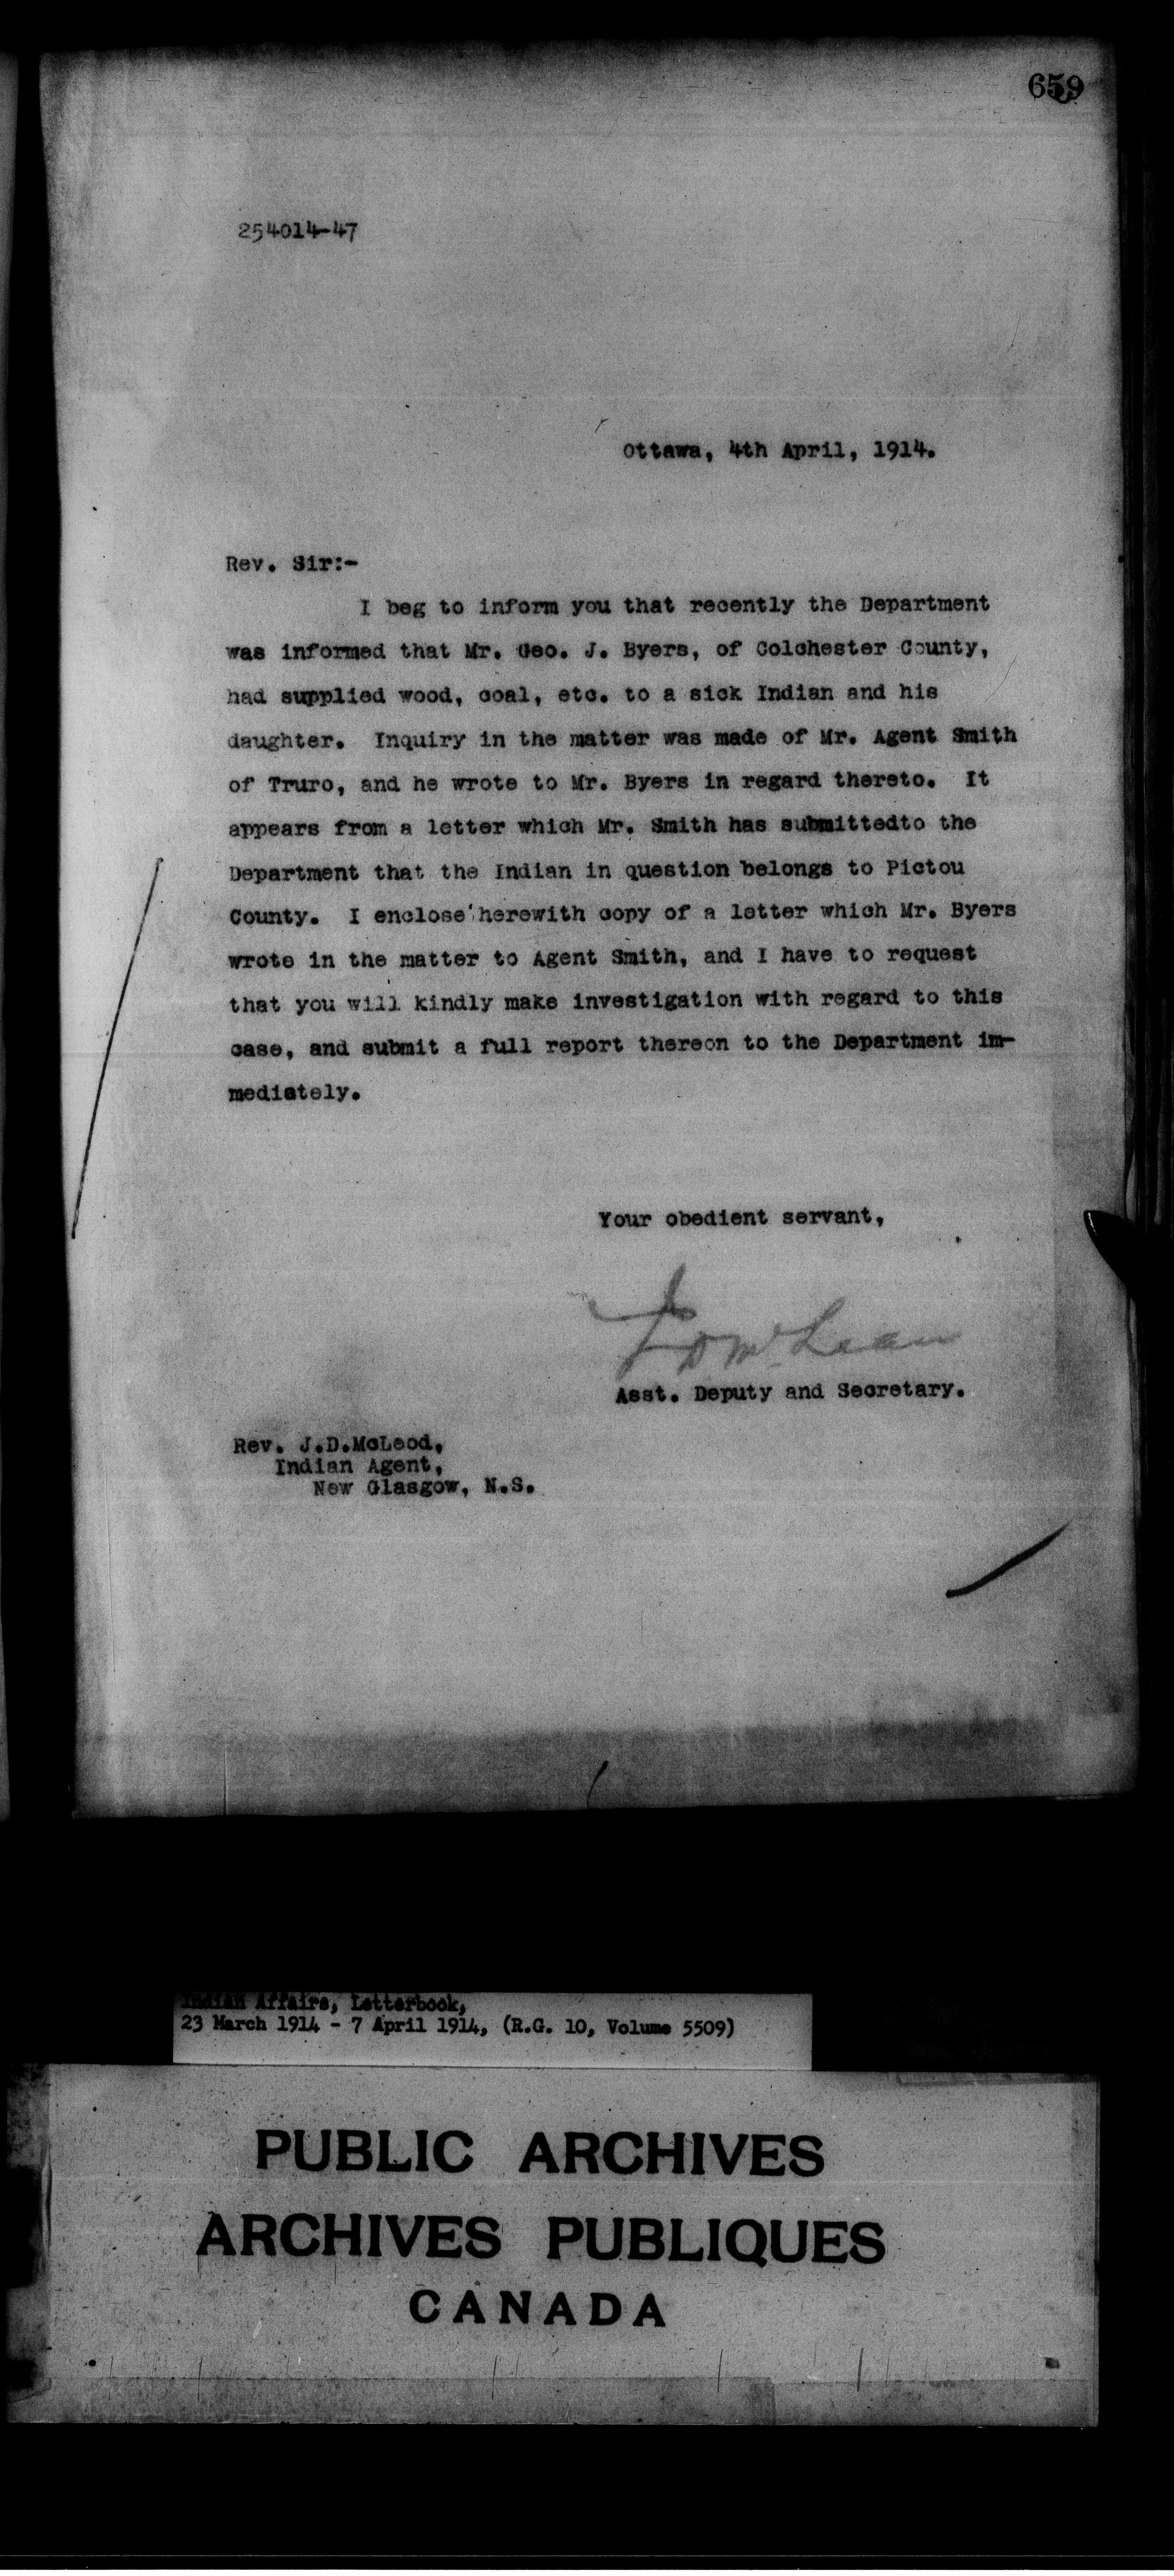 659
254014-47
Ottawa, 4th April, 1914.
Rev. Sir:-
I beg to inform you that recently the Department
was informed that Mr. Geo. J. Byers, of Colchester County,
had supplied wood, coal, etc. to a sick Indian and his
daughter. Inquiry in the matter was made of Mr. Agent Smith
of Truro, and he wrote to Mr. Byers in regard thereto. It
appears from a letter which Mr. Smith has submittedto the
Department that the Indian in question belongs to Pictou
County. I enclose herewith copy of a letter which Mr. Byers
wrote in the matter to Agent Smith, and I have to request
that you will kindly make investigation with regard to this
case, and submit a full report thereon to the Department im-
mediately.
Your obedient servant,
J D McLean
Asst. Deputy and Secretary.
Rev. J.D.McLeod,
Indian Agent,
New Glasgow, N.S.
Indian Affairs, Letterbook,
23 March 1914 - 7 April 1914, (R.G. 10, Volume 5509)
PUBLIC ARCHIVES
ARCHIVES PUBLIQUES
CANADA